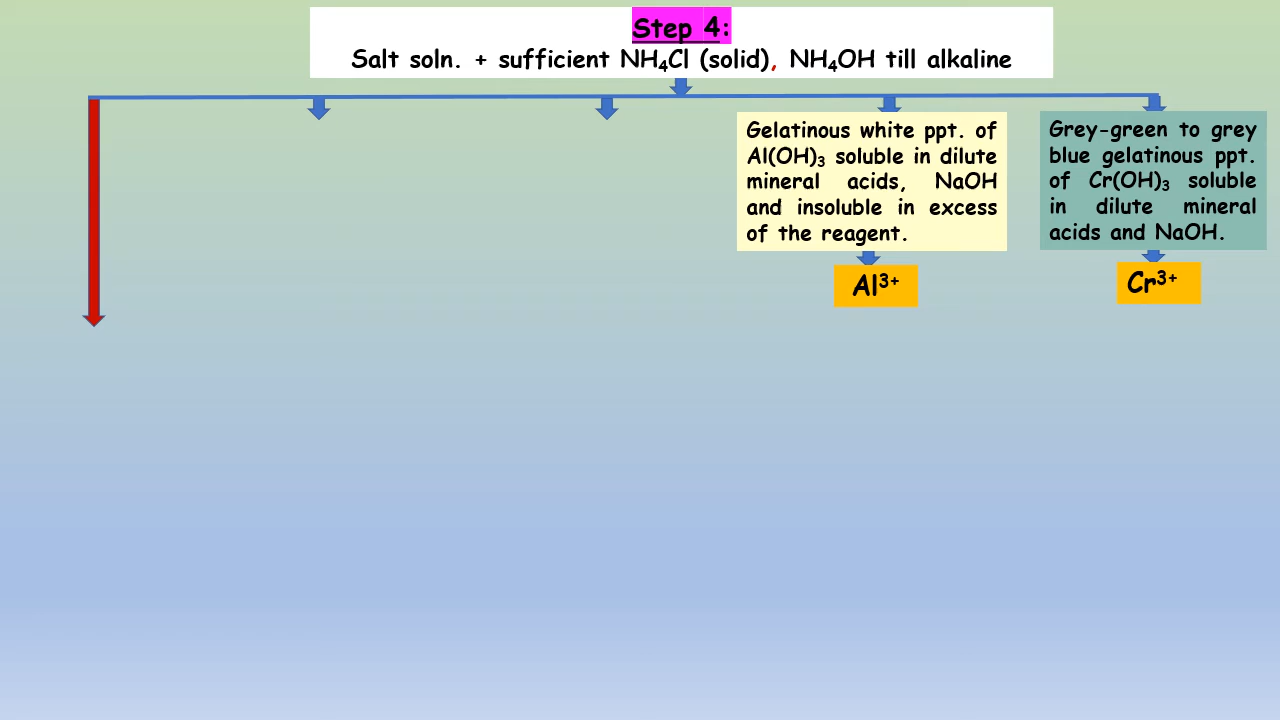 Step 4:
Salt soln. + sufficient NH₄Cl (solid), NH₄OH till alkaline
Gelatinous white ppt. of
Al(OH)₃ soluble in dilute
mineral acids, NaOH
and insoluble in excess
of the reagent.
Al³⁺
Grey-green to grey
blue gelatinous ppt.
of Cr(OH)₃ soluble
in dilute mineral
acids and NaOH.
Cr³⁺